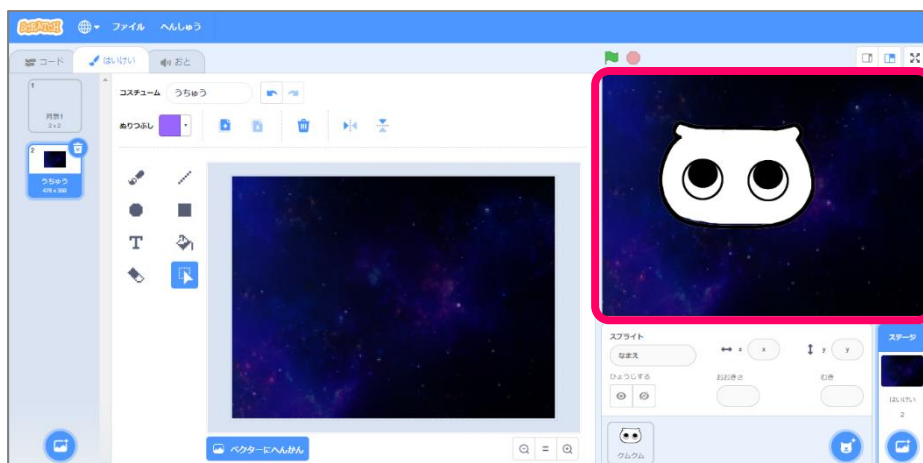 SCRATCH ファイル へんしゅう
コード はいけい おと
1
背景1
2 x 2
2
うちゅう
コスチューム うちゅう
ぬりつぶし
T
ベクターにへんかん
=
スプライト
なまえ
x x
y y
ひょうじする
おおきさ
むき
クムクム
ステージ
はいけい
2